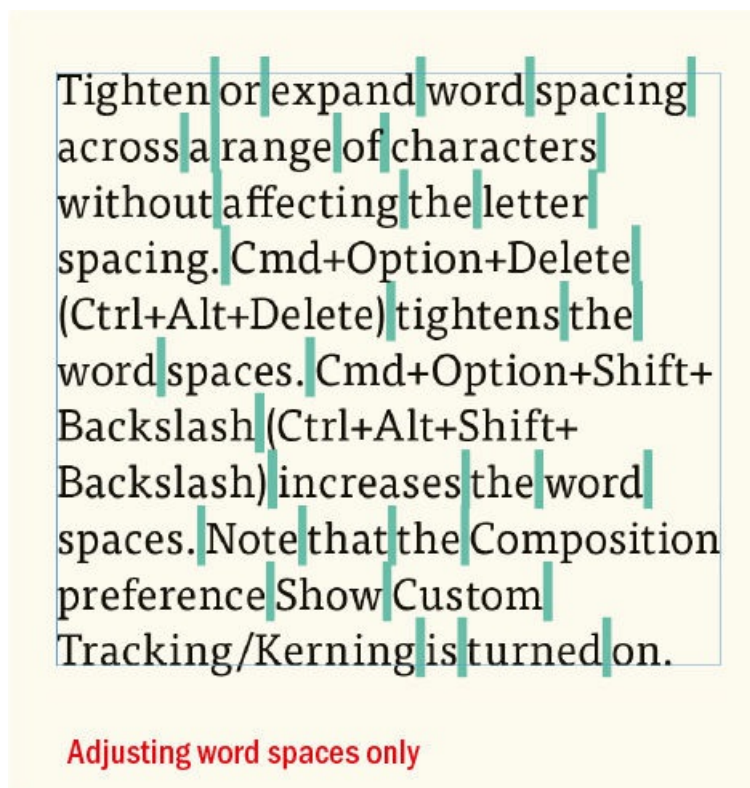 Tighten or expand word spacing
across a range of characters
without affecting the letter
spacing. Cmd+Option+Delete
(Ctrl+Alt+Delete) tightens the
word spaces. Cmd+Option+Shift+
Backslash (Ctrl+Alt+Shift+
Backslash) increases the word
spaces. Note that the Composition
preference Show Custom
Tracking/Kerning is turned on.
Adjusting word spaces only